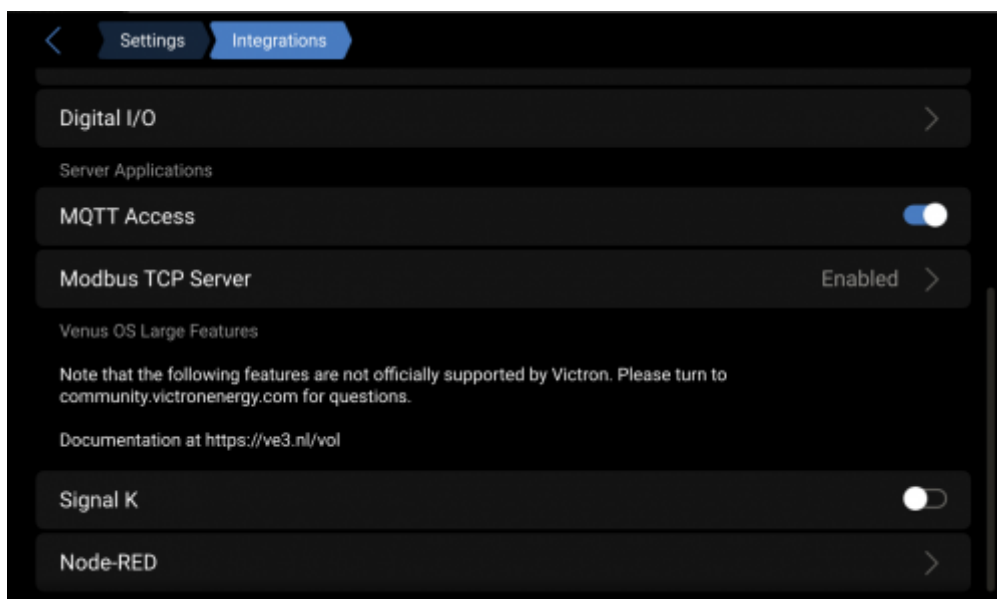 Settings
Integrations
Digital I/O
Server Applications
MQTT Access
Modbus TCP Server
Enabled
Venus OS Large Features
Note that the following features are not officially supported by Victron. Please turn to
community.victronenergy.com for questions.
Documentation at https://ve3.nl/vol
Signal K
Node-RED